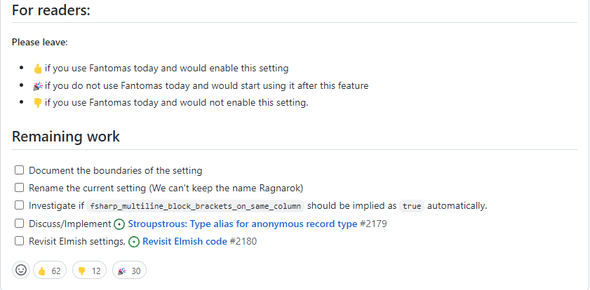 For readers:
Please leave:
👍 if you use Fantomas today and would enable this setting
🎉 if you do not use Fantomas today and would start using it after this feature
👎 if you use Fantomas today and would not enable this setting.
Remaining work
Document the boundaries of the setting
Rename the current setting (We can't keep the name Ragnarok)
Investigate if fsharp_multiline_block_brackets_on_same_column should be implied as true automatically.
Discuss/Implement Stroupstrous: Type alias for anonymous record type #2179
Revisit Elmish settings. Revisit Elmish code #2180
👍 62 👎 12 🎉 30